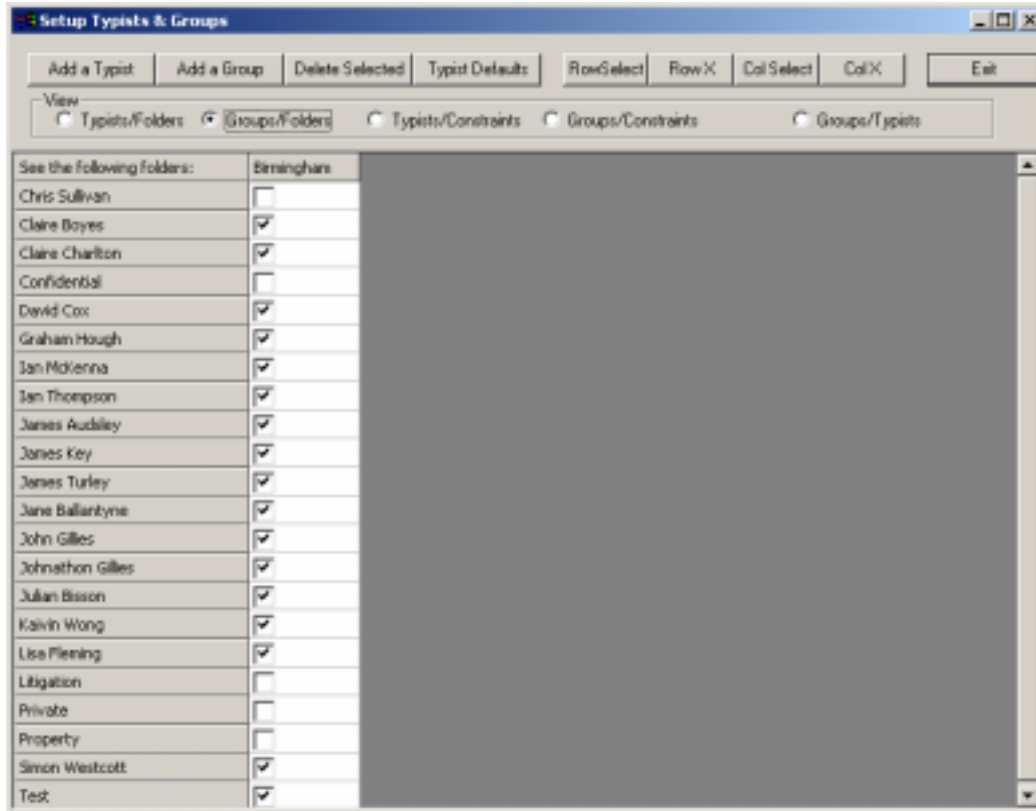 Setup Typists & Groups
Add a Typist Add a Group Delete Selected Typist Defaults RowSelect Row X Col Select Col X Exit
View
Typists/Folders Groups/Folders Typists/Constraints Groups/Constraints Groups/Typists
See the following folders: Birmingham
Chris Sullivan
Claire Boyes
Claire Charlton
Confidential
David Cox
Graham Hough
Ian McKenna
Ian Thompson
James Audsley
James Key
James Turley
Jane Ballantyne
John Gillies
Johnathon Gillies
Julian Bisson
Kaivin Wong
Lisa Fleming
Litigation
Private
Property
Simon Westcott
Test